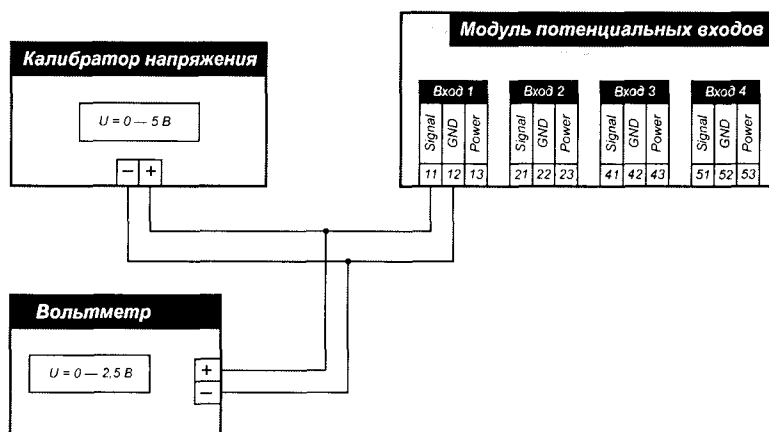 Модуль потенциальных входов
Калибратор напряжения
U = 0 — 5 В
− +
Вход 1 Вход 2 Вход 3 Вход 4
Signal GND Power Signal GND Power Signal GND Power Signal GND Power
11 12 13 21 22 23 41 42 43 51 52 53
Вольтметр
U = 0 — 2,5 В
+
−